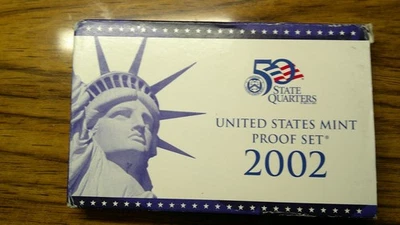 50
STATE
QUARTERS
UNITED STATES MINT
PROOF SET®
2002